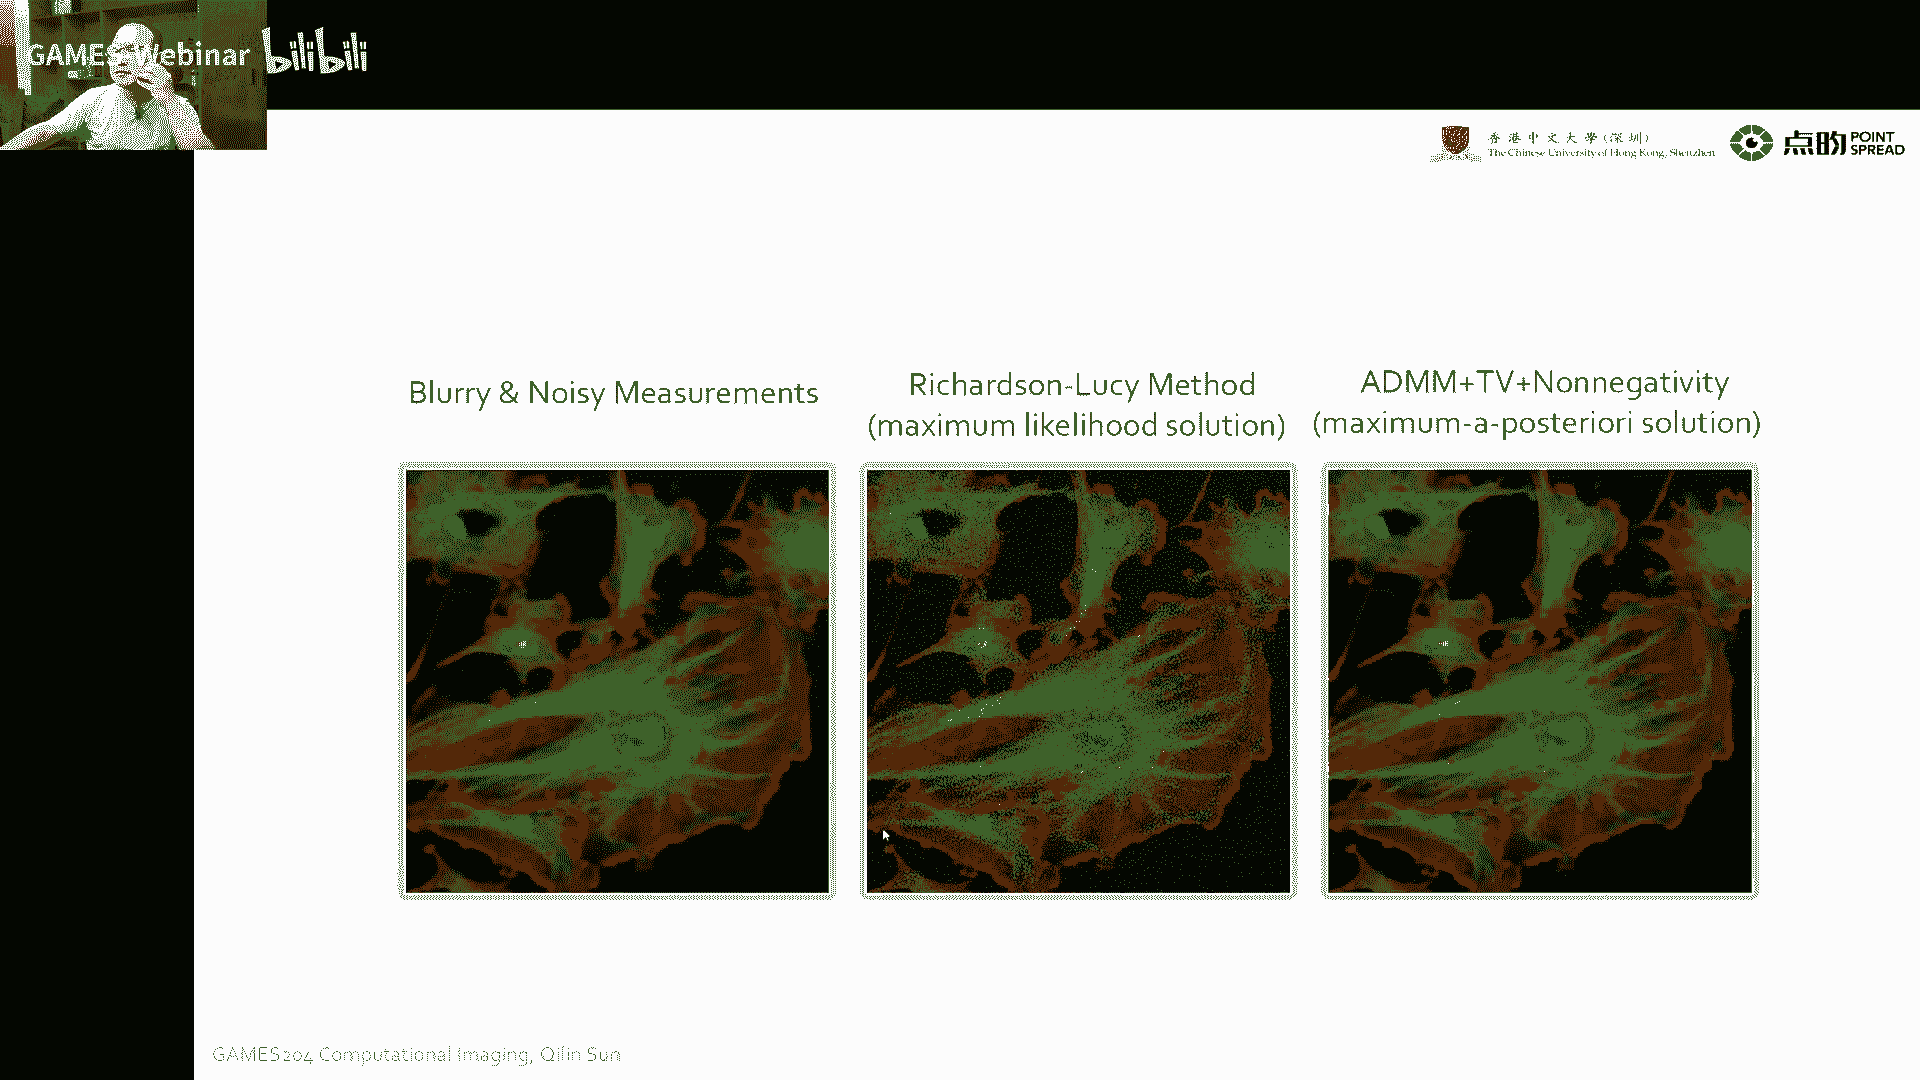 GAMES Webinar bilibili
香港中文大學(深圳)
The Chinese University of Hong Kong, Shenzhen
点昀 POINT SPREAD
Blurry & Noisy Measurements
Richardson-Lucy Method
(maximum likelihood solution)
ADMM+TV+Nonnegativity
(maximum-a-posteriori solution)
GAMES204 Computational Imaging, Qilin Sun